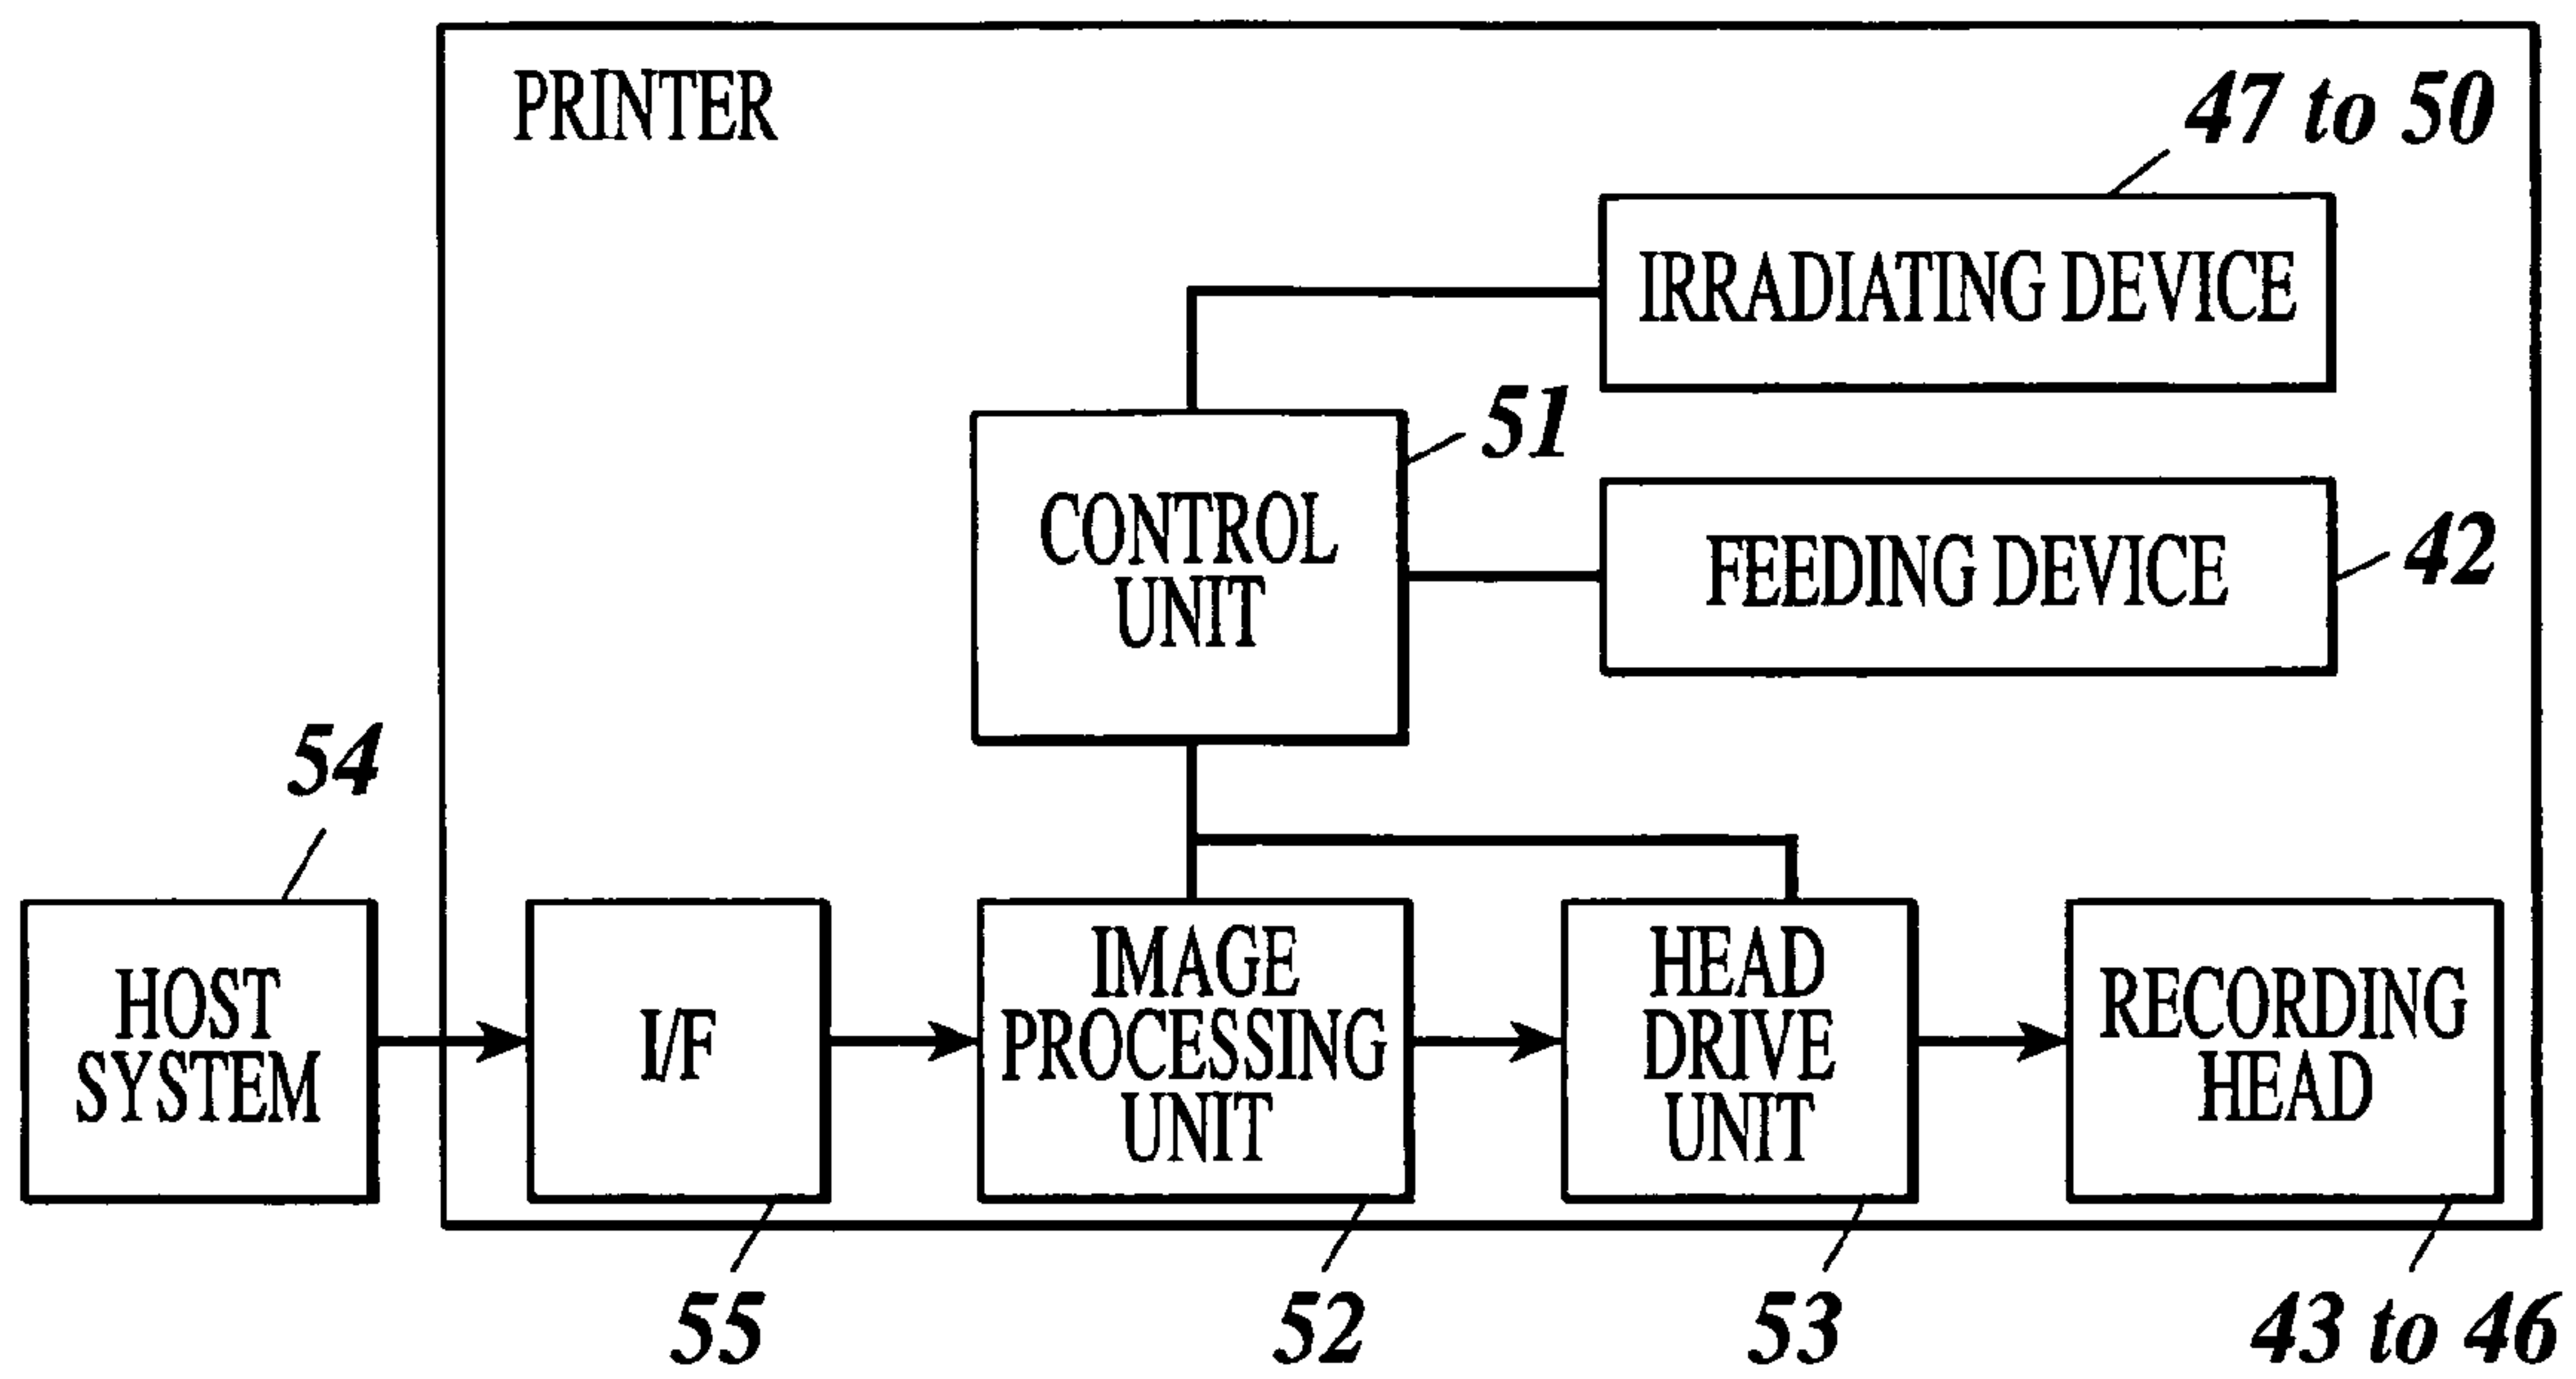 PRINTER
47 to 50
IRRADIATING DEVICE
51
CONTROL
UNIT
FEEDING DEVICE
42
54
HOST
SYSTEM
I/F
IMAGE
PROCESSING
UNIT
HEAD
DRIVE
UNIT
RECORDING
HEAD
55
52
53
43 to 46